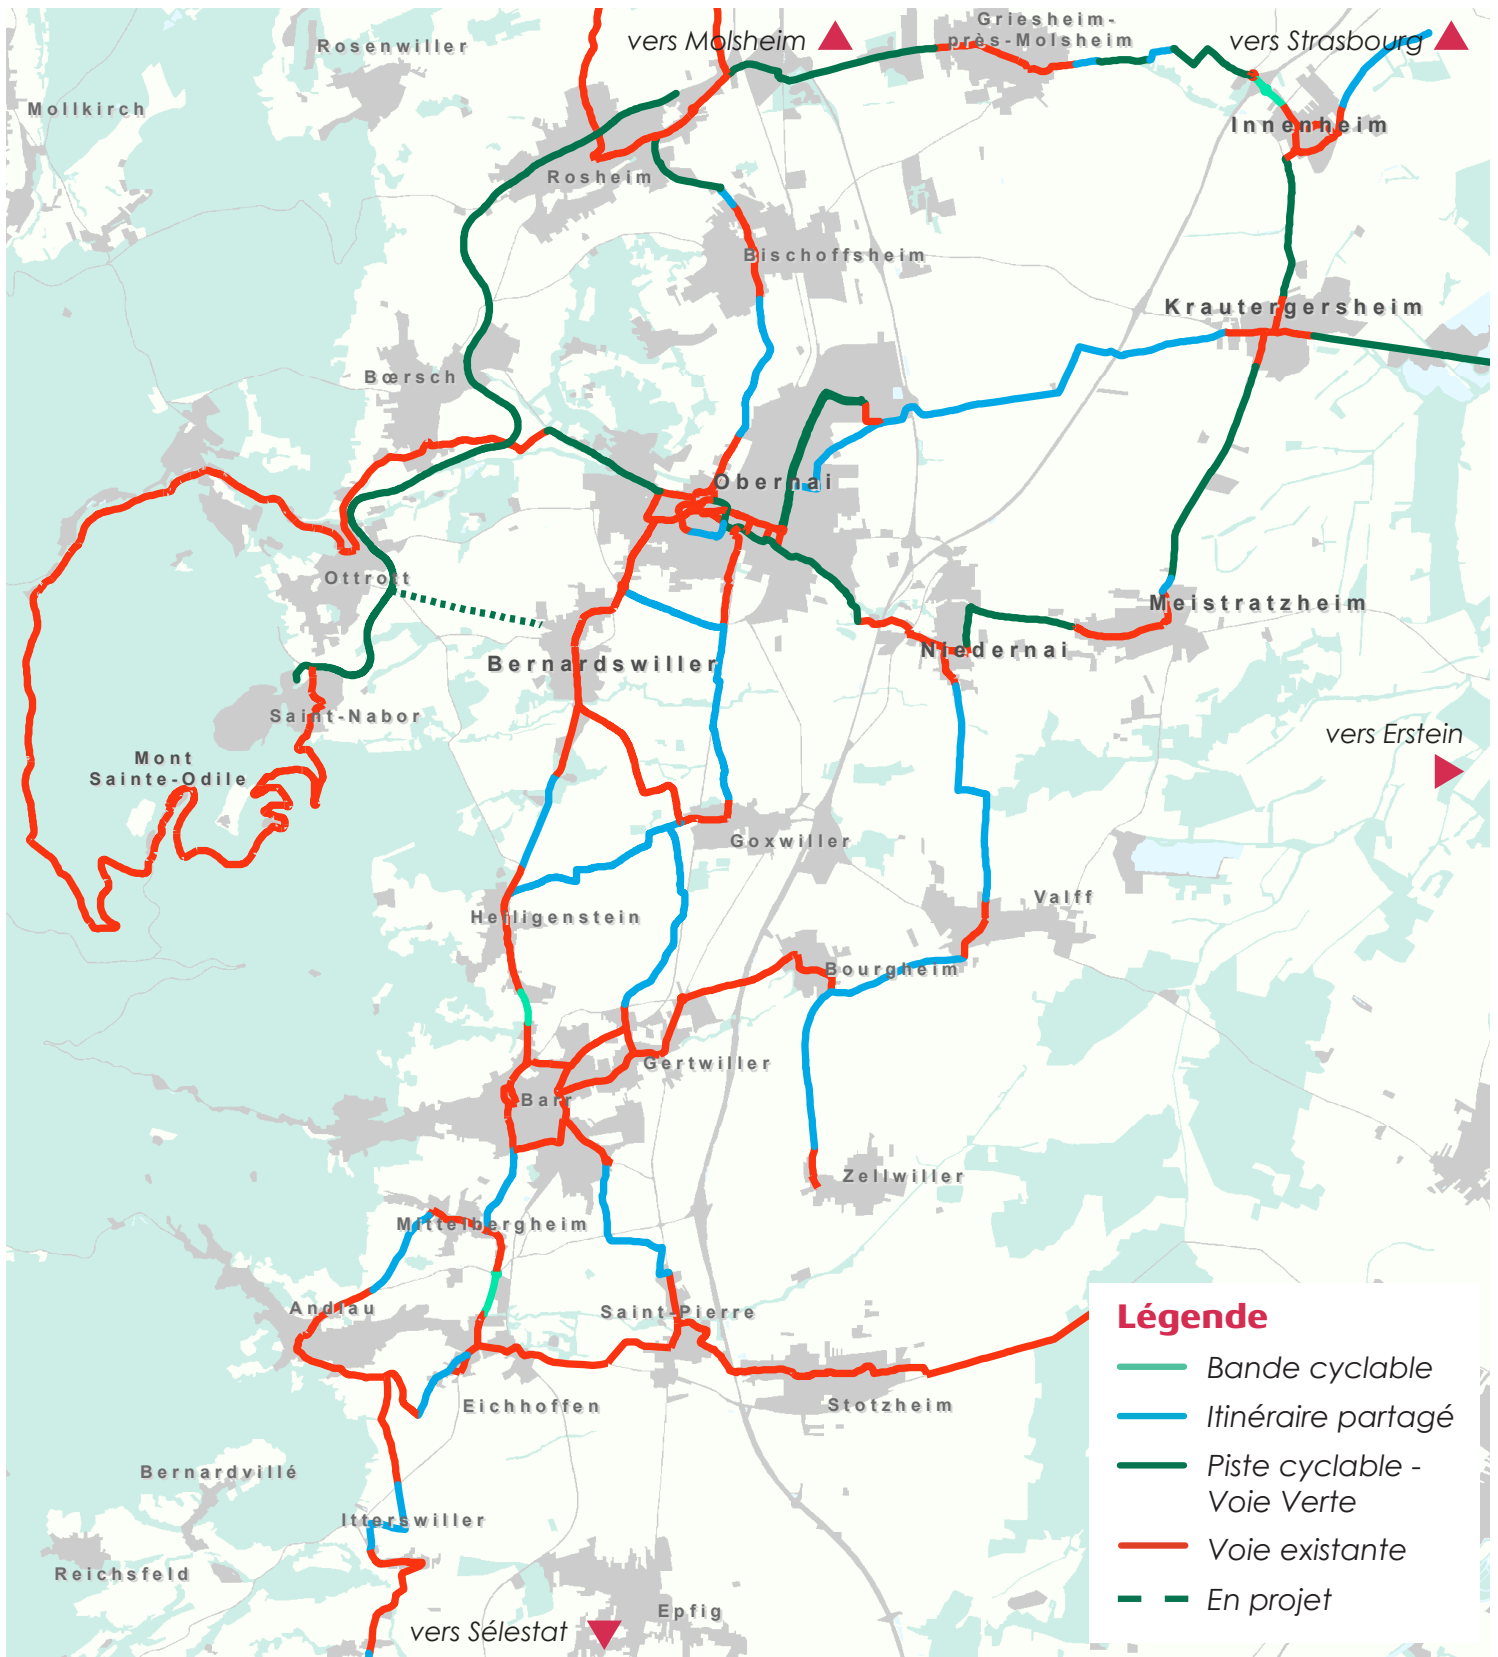 Rosenwiller
vers Molsheim
Griesheim-
près-Molsheim
vers Strasbourg
Mollkirch
Innenheim
Rosheim
Bischoffsheim
Krautergersheim
Bœrsch
Obernai
Ottrott
Meistratzheim
Niedernai
Bernardswiller
Saint-Nabor
vers Erstein
Mont
Sainte-Odile
Goxwiller
Valff
Heiligenstein
Bourgheim
Gertwiller
Barr
Zellwiller
Mittelbergheim
Andlau
Saint-Pierre
Eichhoffen
Stotzheim
Bernardvillé
Itterswiller
Reichsfeld
Epfig
vers Sélestat
Légende
Bande cyclable
Itinéraire partagé
Piste cyclable -
Voie Verte
Voie existante
En projet